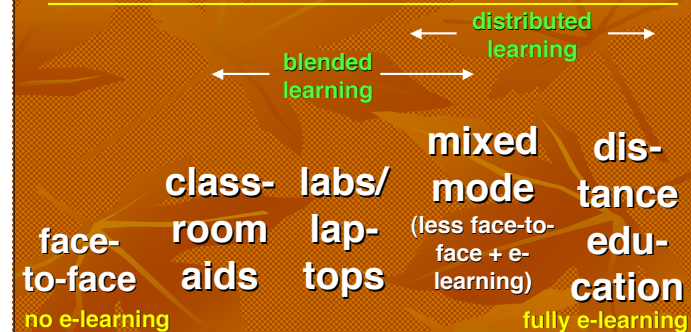 distributed
learning
blended
learning
face-
to-face
class-
room
aids
labs/
lap-
tops
mixed
mode
(less face-to-
face + e-
learning)
dis-
tance
edu-
cation
no e-learning
fully e-learning